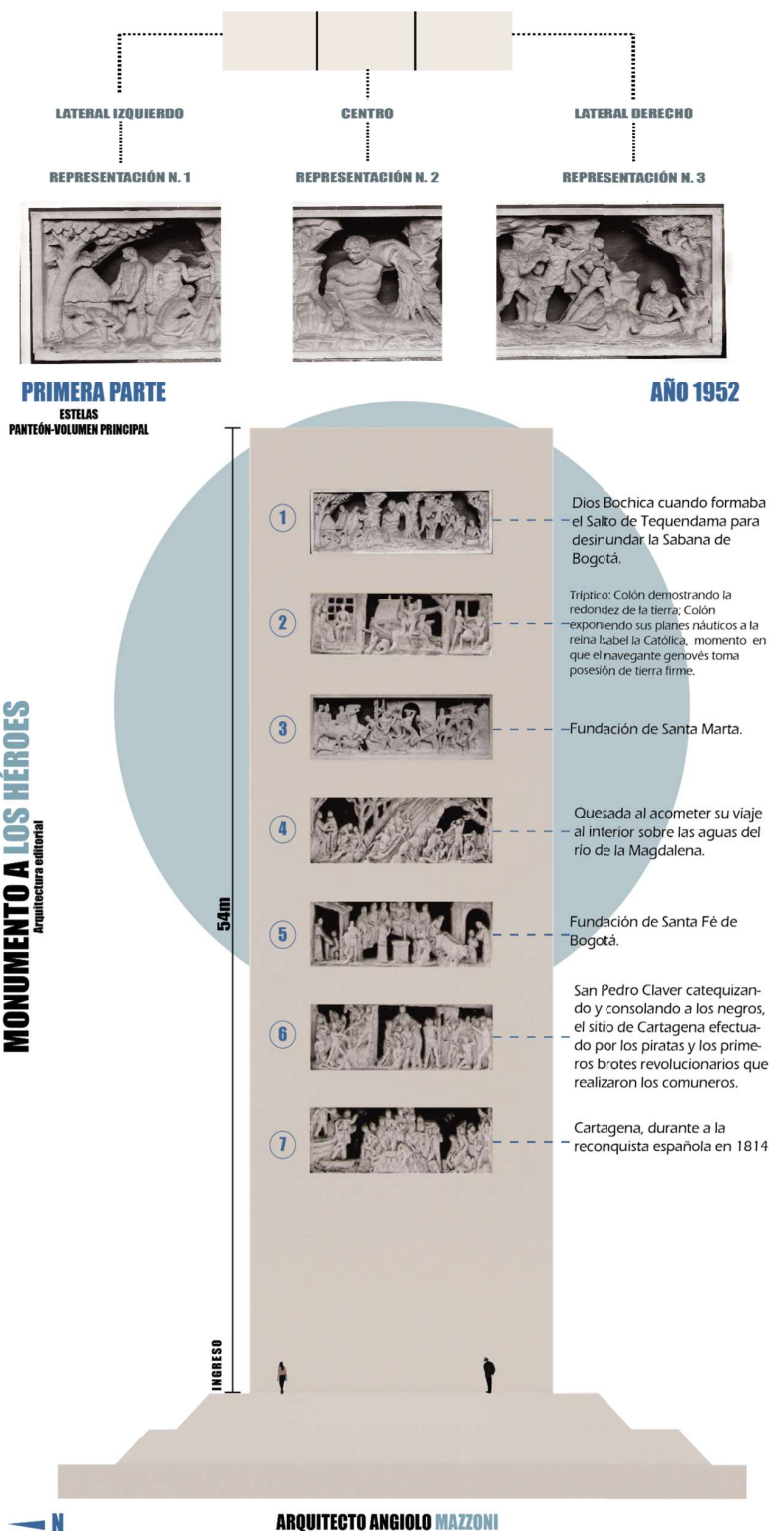 LATERAL IZQUIERDO
CENTRO
LATERAL DERECHO
REPRESENTACIÓN N. 1
REPRESENTACIÓN N. 2
REPRESENTACIÓN N. 3
PRIMERA PARTE
ESTELAS
PANTEÓN-VOLUMEN PRINCIPAL
AÑO 1952
MONUMENTO A LOS HÉROES
Arquitectura editorial
54m
INGRESO
1
Dios Bochica cuando formaba
el Salto de Tequendama para
desinundar la Sabana de
Bogotá.
2
Tríptico: Colón demostrando la
redondez de la tierra; Colón
exponiendo sus planes náuticos a la
reina Isabel la Católica, momento en
que el navegante genovés toma
posesión de tierra firme.
3
Fundación de Santa Marta.
4
Quesada al acometer su viaje
al interior sobre las aguas del
río de la Magdalena.
5
Fundación de Santa Fé de
Bogotá.
6
San Pedro Claver catequizan-
do y consolando a los negros,
el sitio de Cartagena efectua-
do por los piratas y los prime-
ros brotes revolucionarios que
realizaron los comuneros.
7
Cartagena, durante a la
reconquista española en 1814
N
ARQUITECTO ANGIOLO MAZZONI